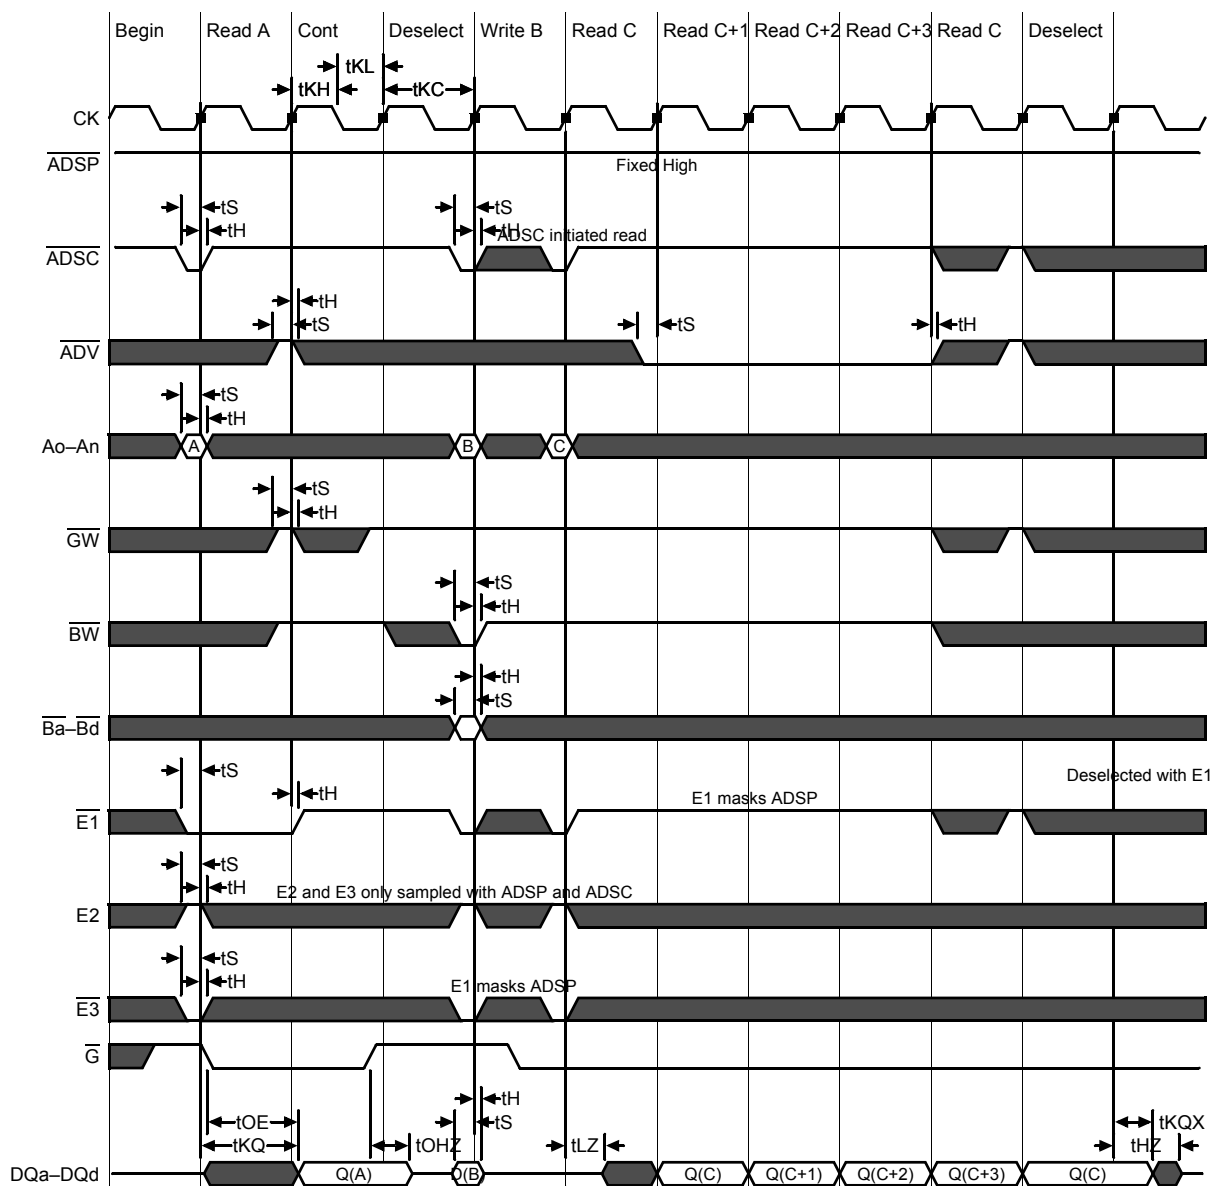 Begin Read A Cont Deselect Write B Read C Read C+1 Read C+2 Read C+3 Read C Deselect
tKL
tKH tKC
CK
ADSP
Fixed High
tS tS
tH tH
ADSC initiated read
ADSC
tH
tS tS tH
ADV
tS
tH
Ao–An A B C
tS
tH
GW
tS
tH
BW
tH
tS
Ba–Bd
tS Deselected with E1
tH
E1 masks ADSP
E1
tS
tH
E2 and E3 only sampled with ADSP and ADSC
E2
tS
tH
E1 masks ADSP
E3
G
tH
tOE tS tKQX
tKQ tOHZ tLZ tHZ
DQa–DQd Q(A) D(B) Q(C) Q(C+1) Q(C+2) Q(C+3) Q(C)